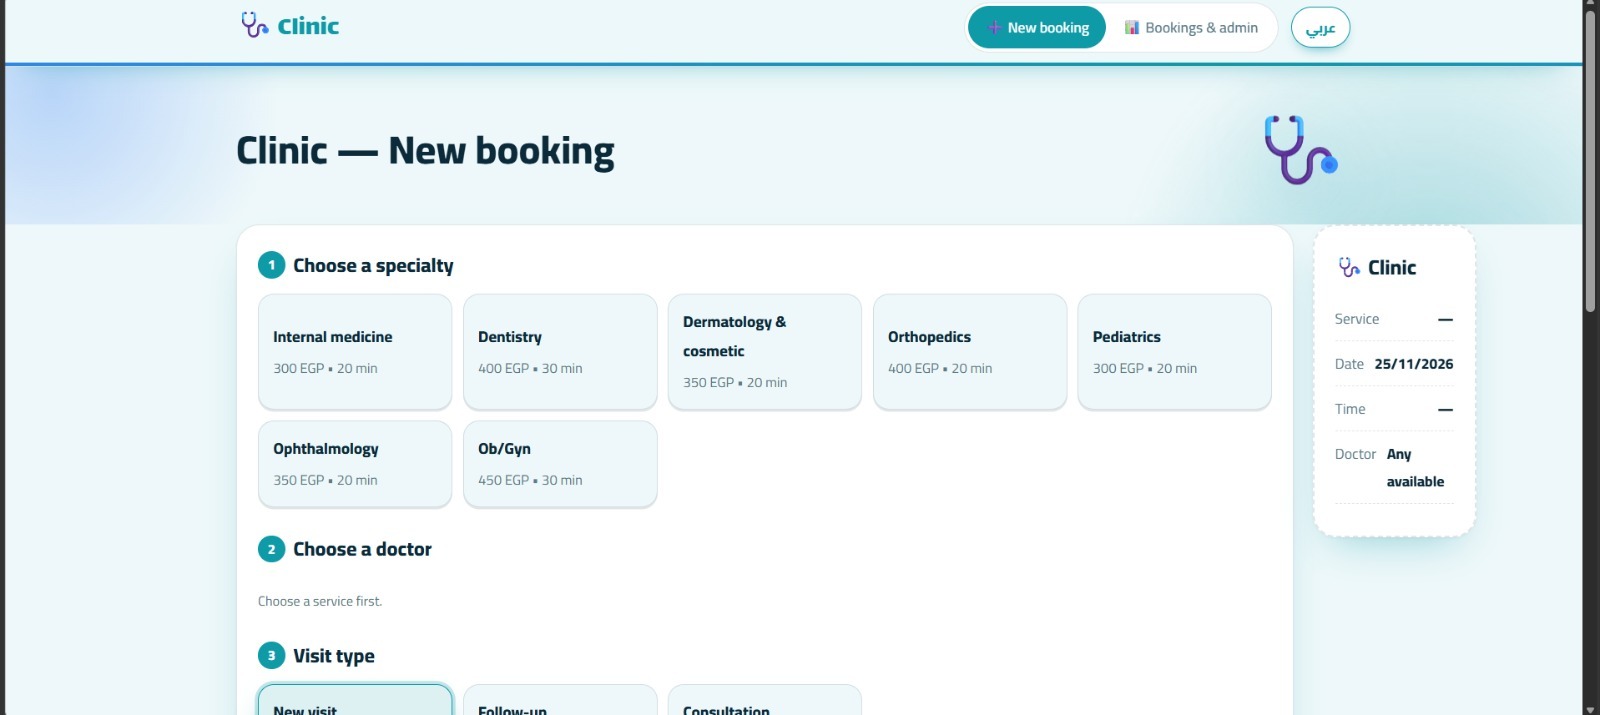 Clinic
New booking
Bookings & admin
عربي
Clinic — New booking
1 Choose a specialty
Internal medicine
300 EGP • 20 min
Dentistry
400 EGP • 30 min
Dermatology &
cosmetic
350 EGP • 20 min
Orthopedics
400 EGP • 20 min
Pediatrics
300 EGP • 20 min
Ophthalmology
350 EGP • 20 min
Ob/Gyn
450 EGP • 30 min
2 Choose a doctor
Choose a service first.
3 Visit type
New visit
Follow-up
Consultation
Clinic
Service —
Date 25/11/2026
Time —
Doctor Any
available